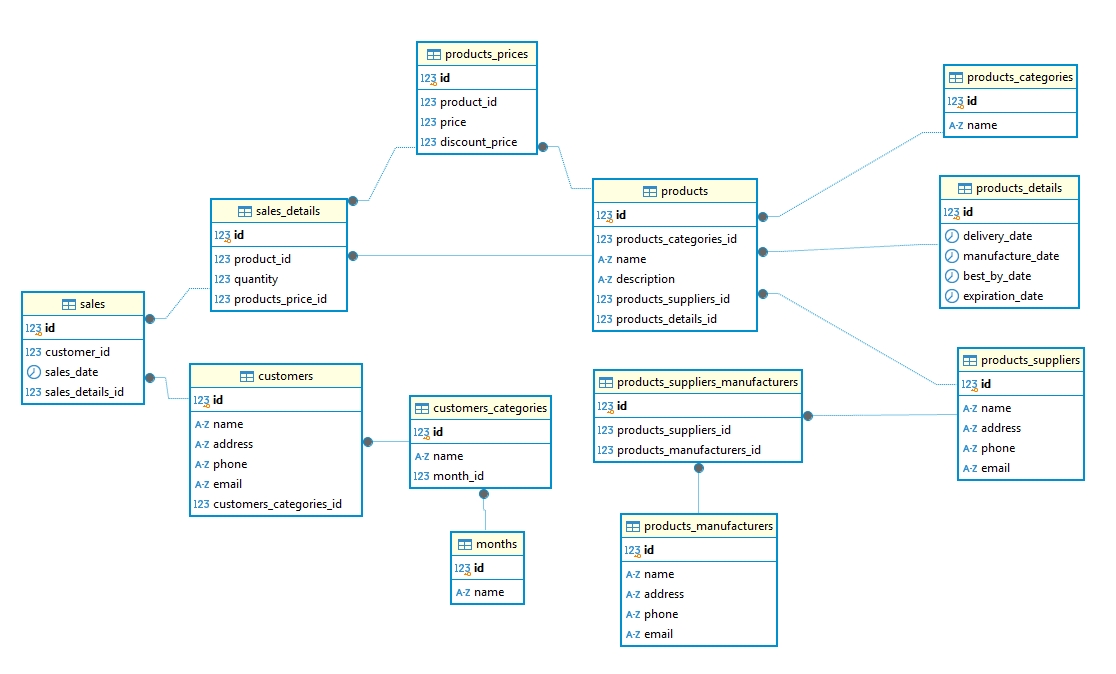 products_prices
123 id
123 product_id
123 price
123 discount_price
products_categories
123 id
A-Z name
products
123 id
123 products_categories_id
A-Z name
A-Z description
123 products_suppliers_id
123 products_details_id
products_details
123 id
delivery_date
manufacture_date
best_by_date
expiration_date
sales_details
123 id
123 product_id
123 quantity
123 products_price_id
sales
123 id
123 customer_id
sales_date
123 sales_details_id
customers
123 id
A-Z name
A-Z address
A-Z phone
A-Z email
123 customers_categories_id
customers_categories
123 id
A-Z name
123 month_id
months
123 id
A-Z name
products_suppliers_manufacturers
123 id
123 products_suppliers_id
123 products_manufacturers_id
products_suppliers
123 id
A-Z name
A-Z address
A-Z phone
A-Z email
products_manufacturers
123 id
A-Z name
A-Z address
A-Z phone
A-Z email